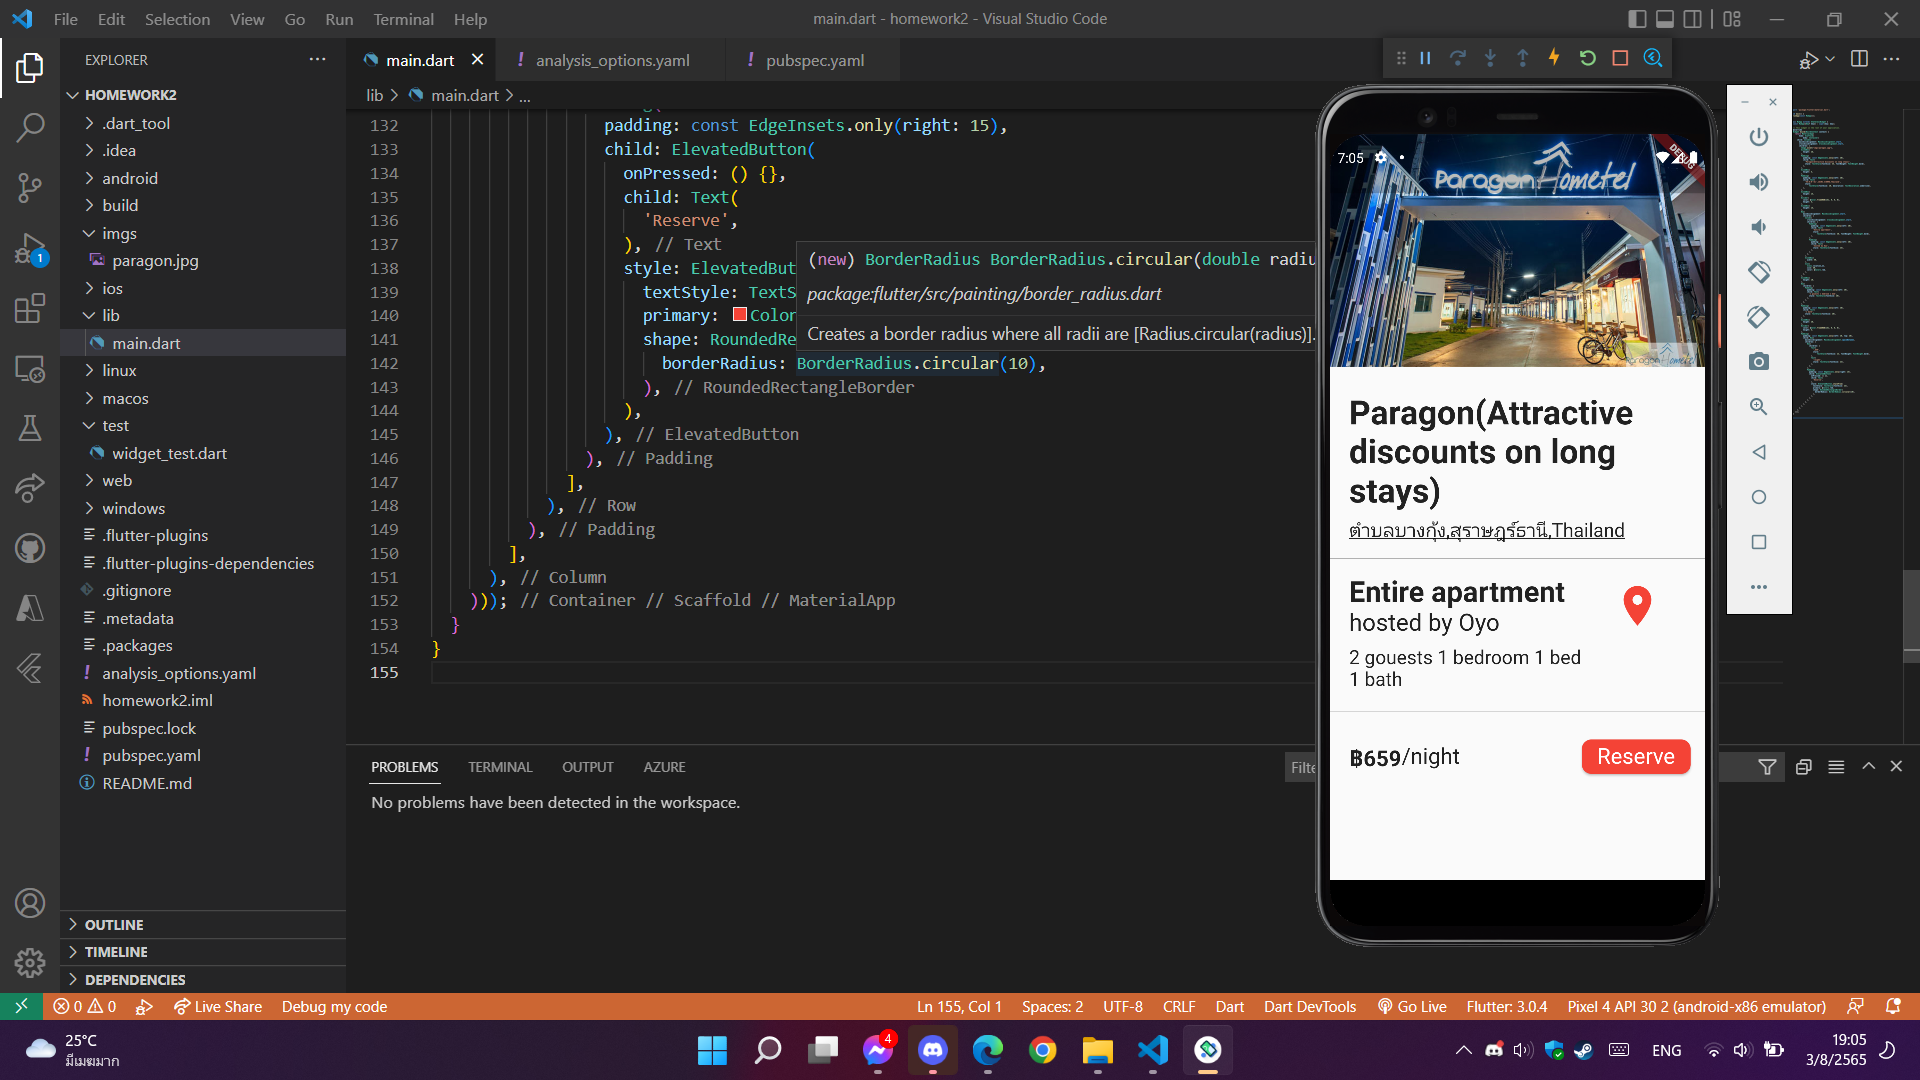 File Edit Selection View Go Run Terminal Help
main.dart - homework2 - Visual Studio Code
EXPLORER
HOMEWORK2
.dart_tool
.idea
android
build
imgs
paragon.jpg
ios
lib
main.dart
linux
macos
test
widget_test.dart
web
windows
.flutter-plugins
.flutter-plugins-dependencies
.gitignore
.metadata
.packages
analysis_options.yaml
homework2.iml
pubspec.lock
pubspec.yaml
README.md
OUTLINE
TIMELINE
DEPENDENCIES
1
main.dart
! analysis_options.yaml
! pubspec.yaml
lib > main.dart > ...
132 padding: const EdgeInsets.only(right: 15),
133 child: ElevatedButton(
134 onPressed: () {},
135 child: Text(
136 'Reserve',
137 ), // Text
138 style: ElevatedBut
139 textStyle: TextS
140 primary: Color
141 shape: RoundedRe
142 borderRadius: BorderRadius.circular(10),
143 ), // RoundedRectangleBorder
144 ),
145 ), // ElevatedButton
146 ), // Padding
147 ],
148 ), // Row
149 ), // Padding
150 ],
151 ), // Column
152 ))); // Container // Scaffold // MaterialApp
153 }
154 }
155
(new) BorderRadius BorderRadius.circular(double radiu
package:flutter/src/painting/border_radius.dart
Creates a border radius where all radii are [Radius.circular(radius)].
PROBLEMS TERMINAL OUTPUT AZURE
Filte
No problems have been detected in the workspace.
7:05
DEBUG
Paragon Hometel
Paragon Hometel
Paragon(Attractive
discounts on long
stays)
ตำบลบางกุ้ง,สุราษฎร์ธานี,Thailand
Entire apartment
hosted by Oyo
2 gouests 1 bedroom 1 bed
1 bath
฿659/night
Reserve
0 0 Live Share Debug my code
Ln 155, Col 1 Spaces: 2 UTF-8 CRLF Dart Dart DevTools Go Live Flutter: 3.0.4 Pixel 4 API 30 2 (android-x86 emulator)
25°C
มีเมฆมาก
4
ENG
19:05
3/8/2565